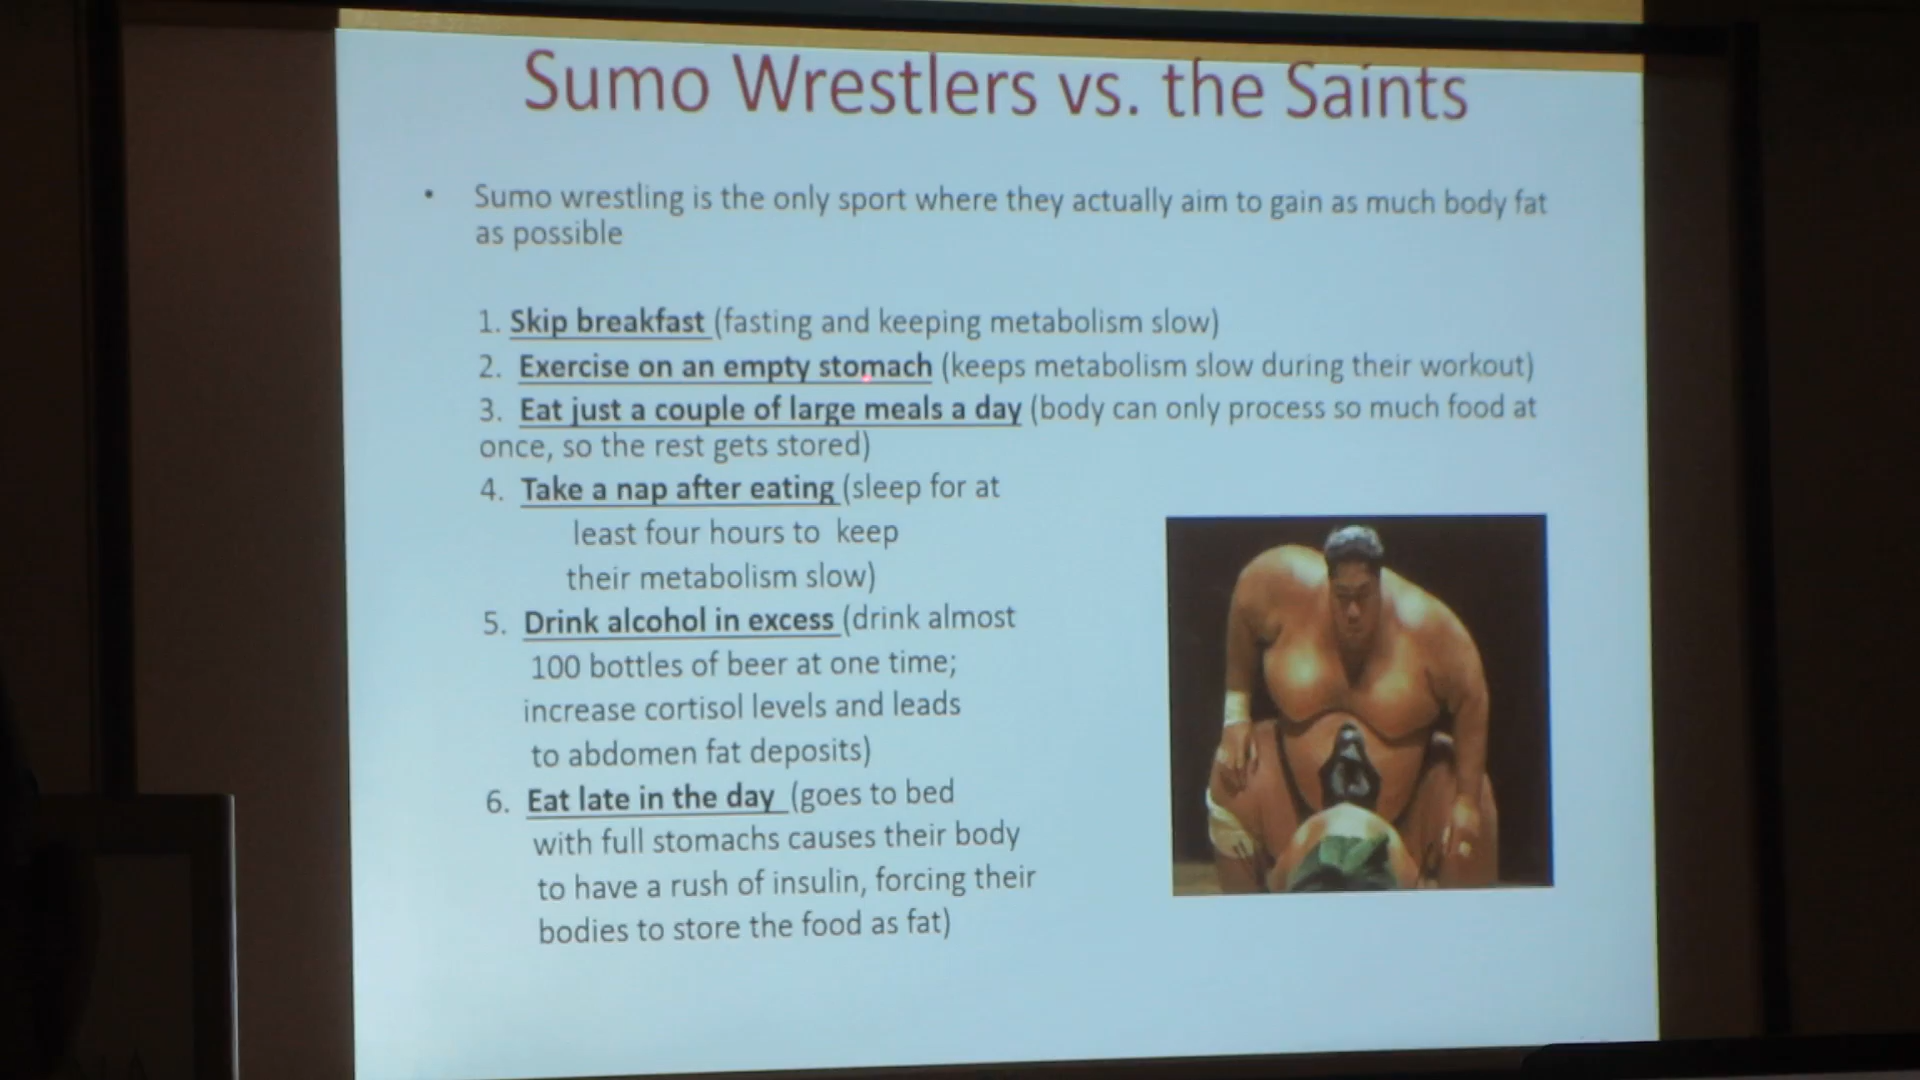 Sumo Wrestlers vs. the Saints
• Sumo wrestling is the only sport where they actually aim to gain as much body fat
as possible
1. Skip breakfast (fasting and keeping metabolism slow)
2. Exercise on an empty stomach (keeps metabolism slow during their workout)
3. Eat just a couple of large meals a day (body can only process so much food at
once, so the rest gets stored)
4. Take a nap after eating (sleep for at
least four hours to keep
their metabolism slow)
5. Drink alcohol in excess (drink almost
100 bottles of beer at one time;
increase cortisol levels and leads
to abdomen fat deposits)
6. Eat late in the day (goes to bed
with full stomachs causes their body
to have a rush of insulin, forcing their
bodies to store the food as fat)